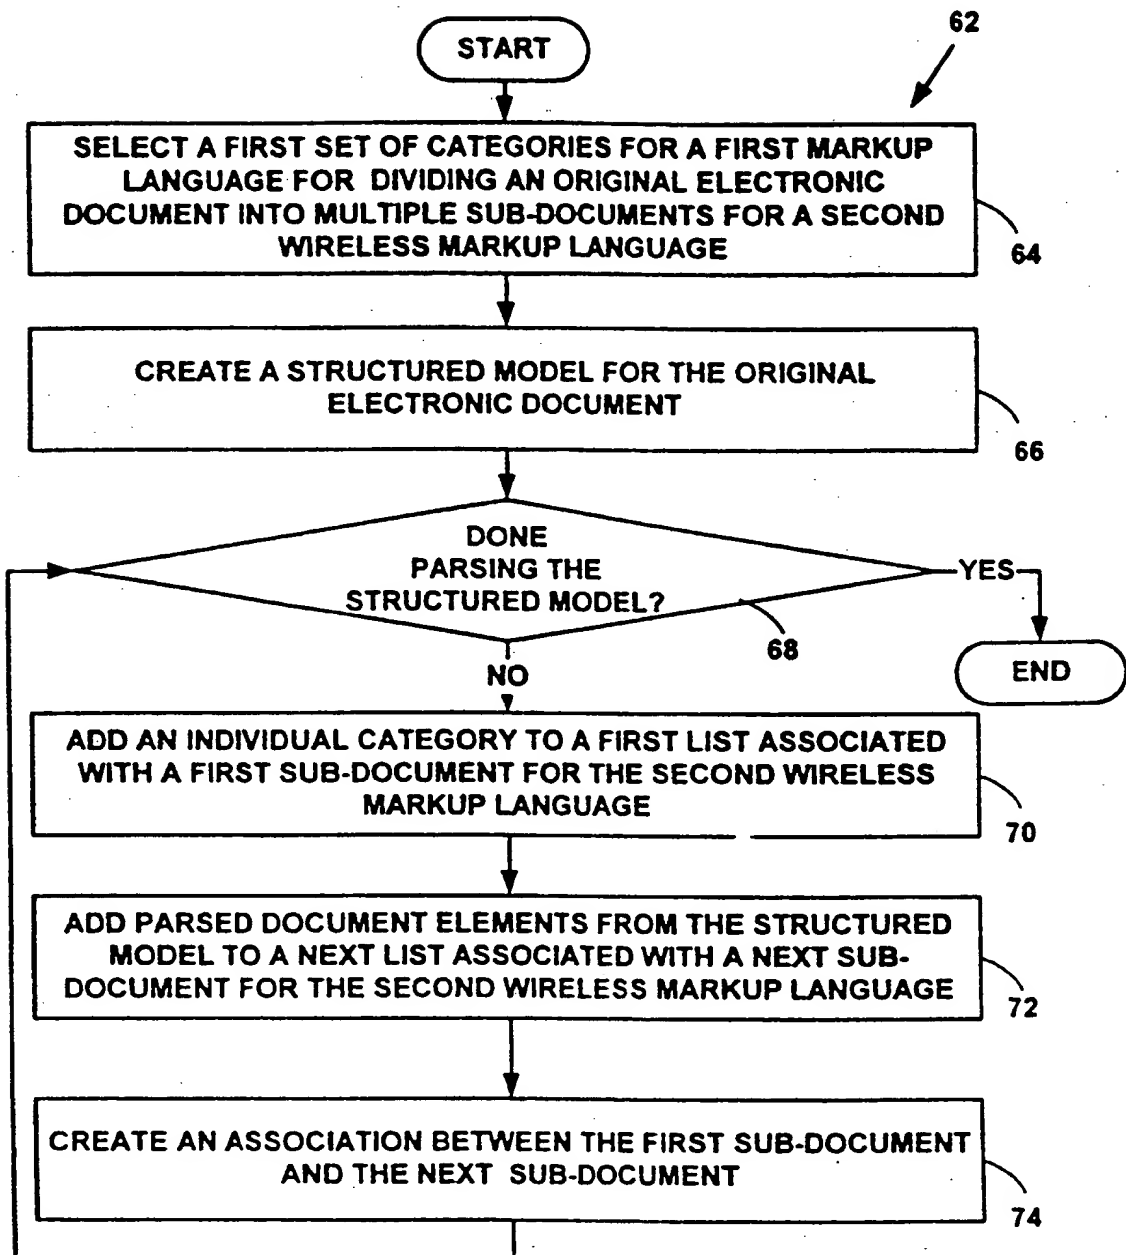 62
START
SELECT A FIRST SET OF CATEGORIES FOR A FIRST MARKUP
LANGUAGE FOR DIVIDING AN ORIGINAL ELECTRONIC
DOCUMENT INTO MULTIPLE SUB-DOCUMENTS FOR A SECOND
WIRELESS MARKUP LANGUAGE
64
CREATE A STRUCTURED MODEL FOR THE ORIGINAL
ELECTRONIC DOCUMENT
66
DONE
PARSING THE
STRUCTURED MODEL?
YES
68
NO
END
ADD AN INDIVIDUAL CATEGORY TO A FIRST LIST ASSOCIATED
WITH A FIRST SUB-DOCUMENT FOR THE SECOND WIRELESS
MARKUP LANGUAGE
70
ADD PARSED DOCUMENT ELEMENTS FROM THE STRUCTURED
MODEL TO A NEXT LIST ASSOCIATED WITH A NEXT SUB-
DOCUMENT FOR THE SECOND WIRELESS MARKUP LANGUAGE
72
CREATE AN ASSOCIATION BETWEEN THE FIRST SUB-DOCUMENT
AND THE NEXT SUB-DOCUMENT
74